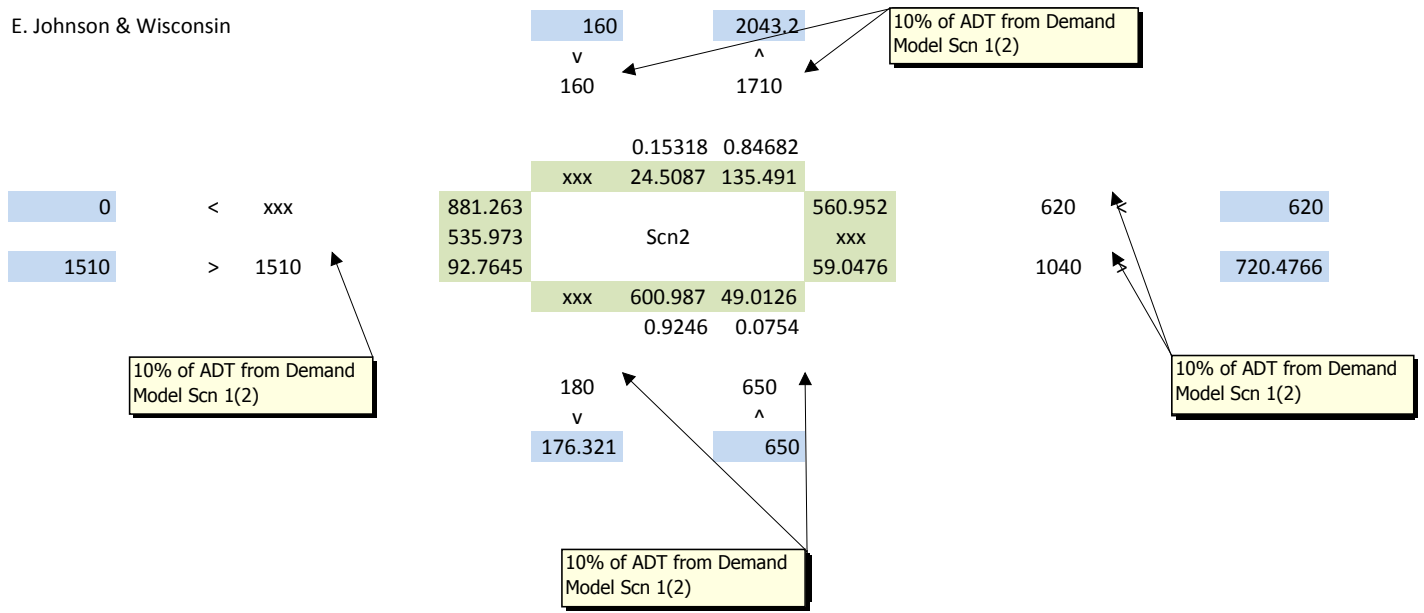 E. Johnson & Wisconsin
160 2043.2
10% of ADT from Demand
Model Scn 1(2)
v ^
160 1710
0.15318 0.84682
xxx 24.5087 135.491
0 < xxx 881.263 560.952 620 < 620
535.973 Scn2 xxx
1510 > 1510 92.7645 59.0476 1040 > 720.4766
xxx 600.987 49.0126
0.9246 0.0754
10% of ADT from Demand
Model Scn 1(2)
10% of ADT from Demand
Model Scn 1(2)
180 650
v ^
176.321 650
10% of ADT from Demand
Model Scn 1(2)